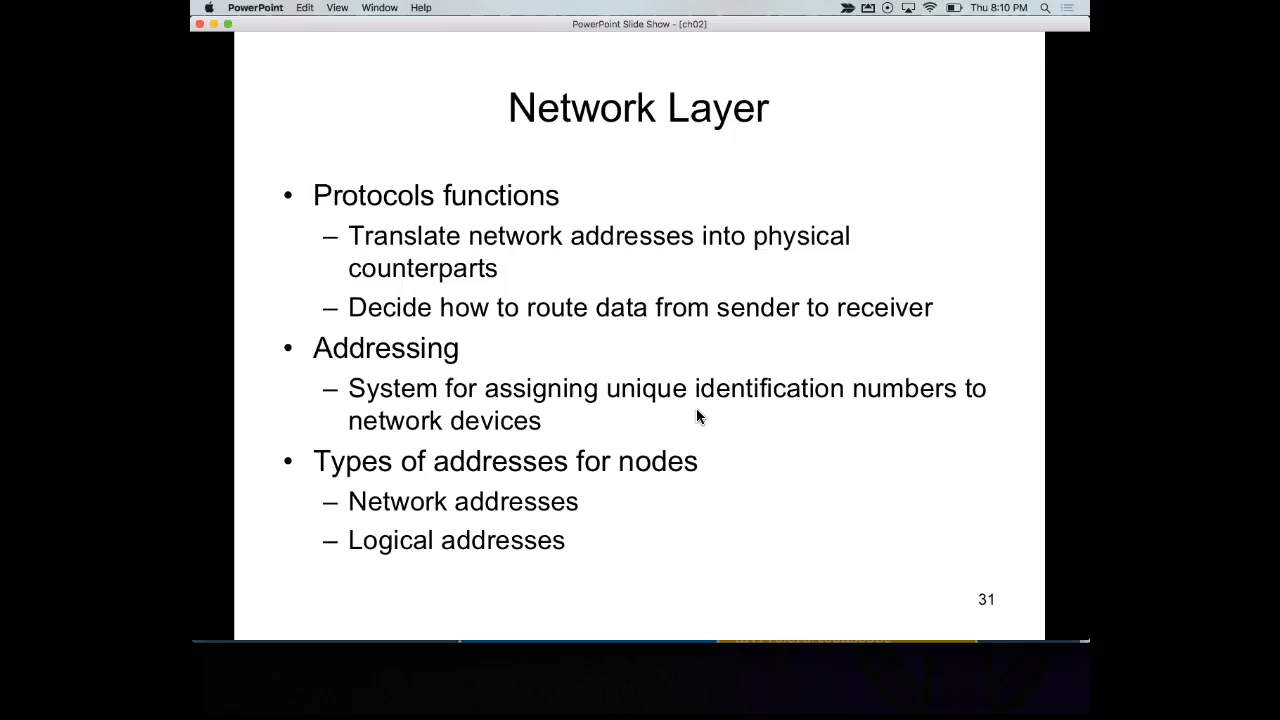 PowerPoint Edit View Window Help Thu 8:10 PM
PowerPoint Slide Show - [ch02]
Network Layer
• Protocols functions
– Translate network addresses into physical
counterparts
– Decide how to route data from sender to receiver
• Addressing
– System for assigning unique identification numbers to
network devices
• Types of addresses for nodes
– Network addresses
– Logical addresses
31